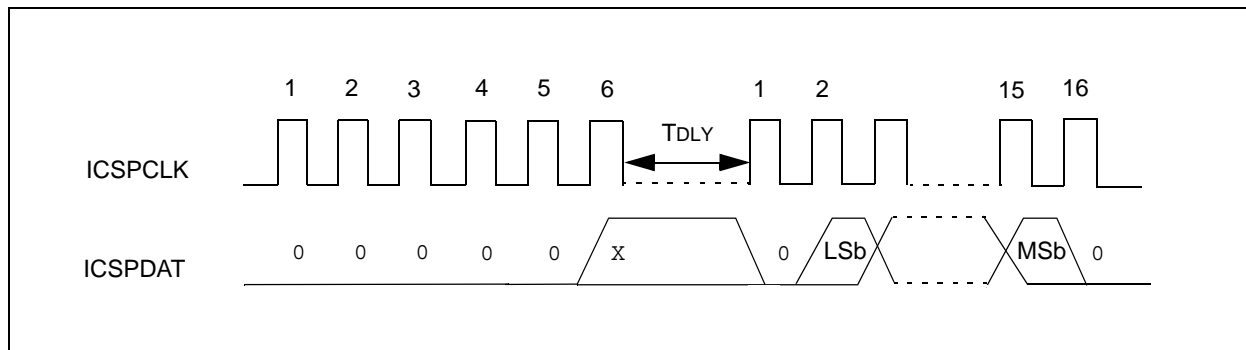 1 2 3 4 5 6 1 2 15 16
TDLY
ICSPCLK
ICSPDAT
0 0 0 0 0 X 0 LSb MSb 0